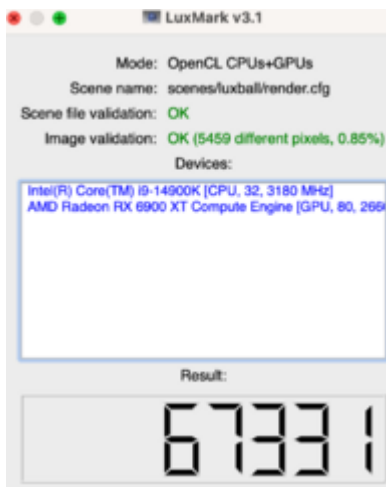 LuxMark v3.1
Mode: OpenCL CPUs+GPUs
Scene name: scenes/luxball/render.cfg
Scene file validation: OK
Image validation: OK (5459 different pixels, 0.85%)
Devices:
Intel(R) Core(TM) i9-14900K [CPU, 32, 3180 MHz]
AMD Radeon RX 6900 XT Compute Engine [GPU, 80, 266
Result:
67331